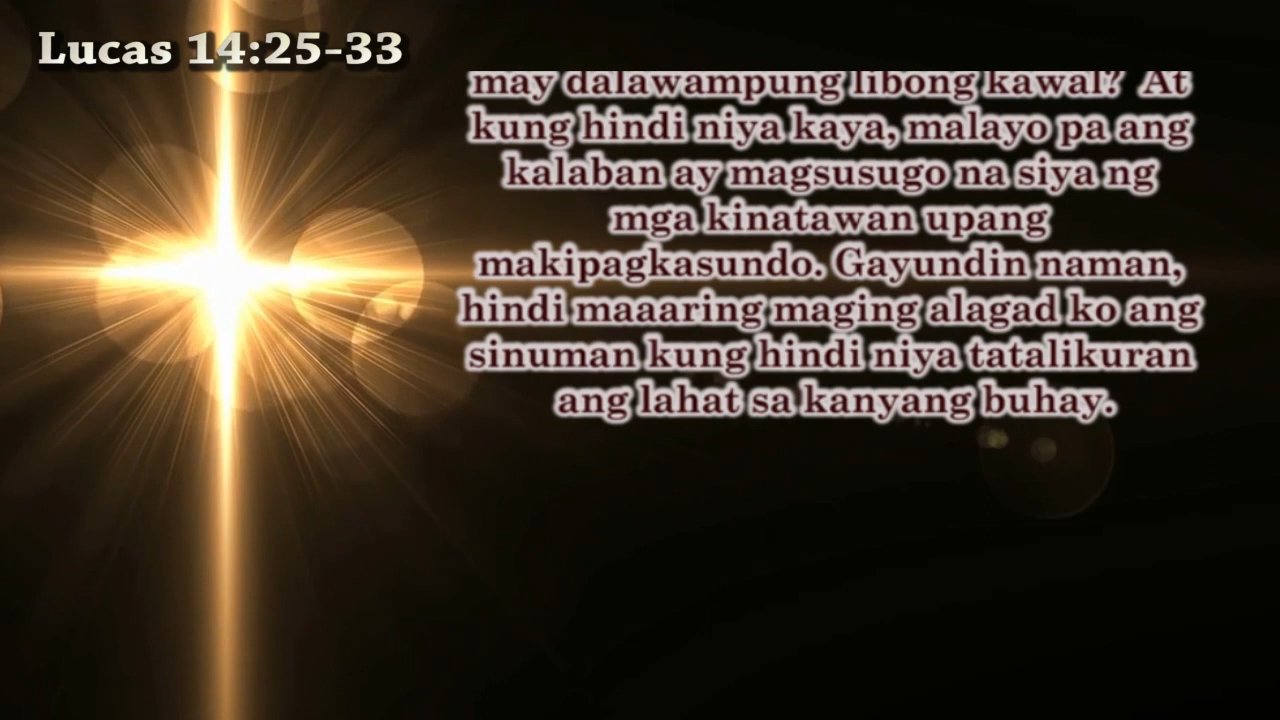 Lucas 14:25-33
may dalawampung libong kawal? At
kung hindi niya kaya, malayo pa ang
kalaban ay magsusugo na siya ng
mga kinatawan upang
makipagkasundo. Gayundin naman,
hindi maaaring maging alagad ko ang
sinuman kung hindi niya tatalikuran
ang lahat sa kanyang buhay.